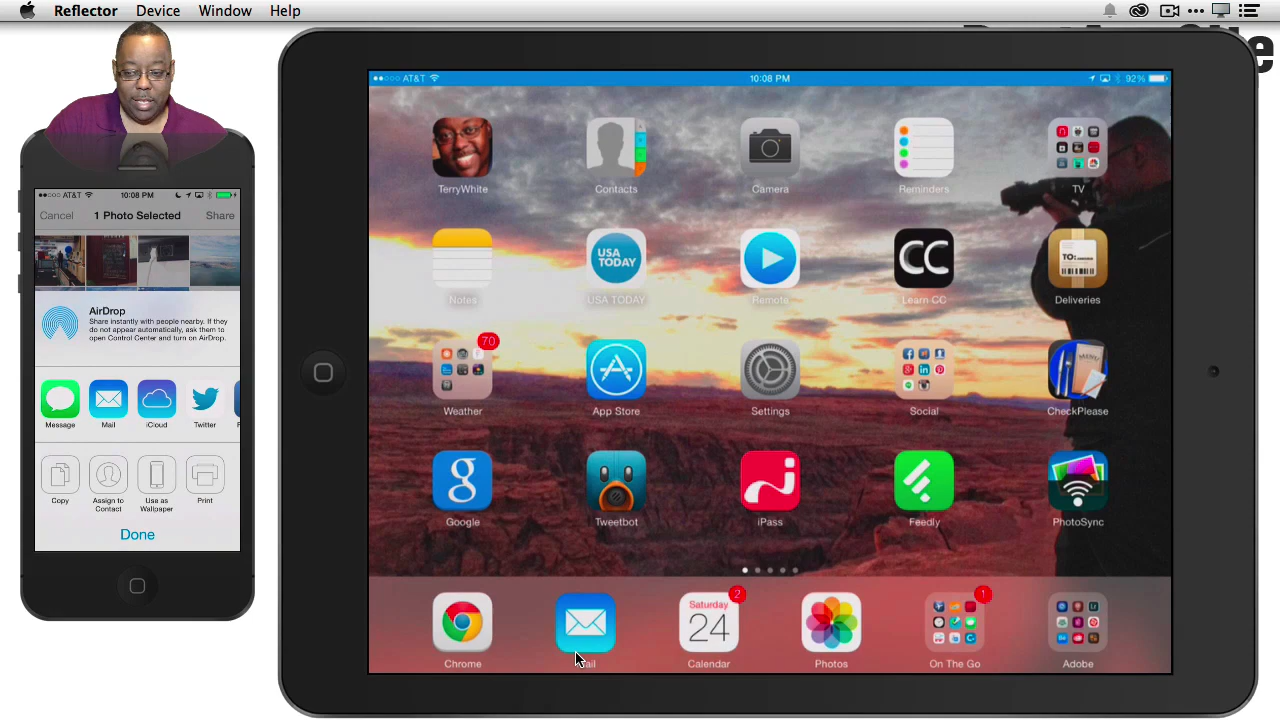 Reflector Device Window Help
AT&T 10:08 PM
Cancel 1 Photo Selected Share
AirDrop
Share instantly with people nearby. If they
do not appear automatically, ask them to
open Control Center and turn on AirDrop.
Message Mail iCloud Twitter
Copy Assign to Contact Use as Wallpaper Print
Done
AT&T 10:08 PM 92%
TerryWhite Contacts Camera Reminders TV
USA TODAY CC TO:
Notes USA TODAY Remote Learn CC Deliveries
70 MENU
Weather App Store Settings Social CheckPlease
g
Google Tweetbot iPass Feedly PhotoSync
Saturday 2 1
24
Chrome ail Calendar Photos On The Go Adobe